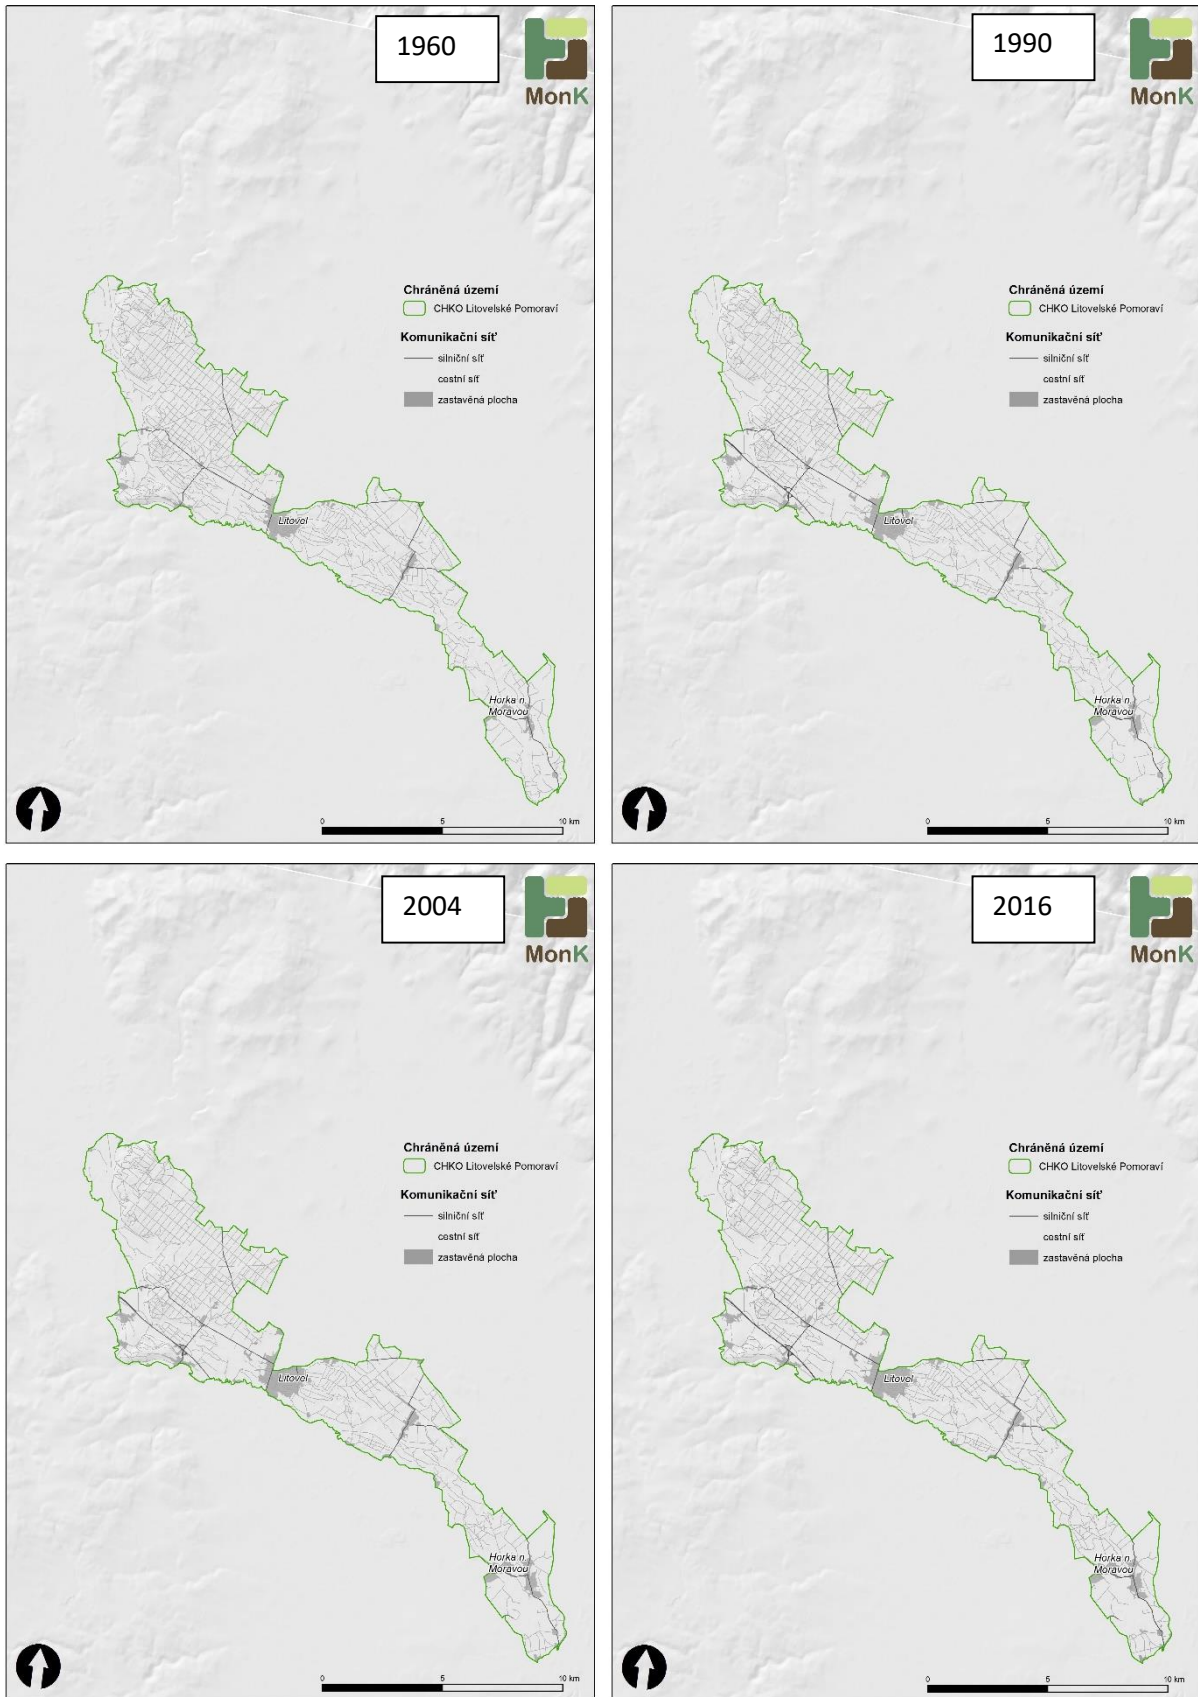 1960
MonK
Chráněná území
CHKO Litovelské Pomoraví
Komunikační síť
silniční síť
cestní síť
zastavěná plocha
Litovel
Horka n.
Moravou
0 5 10 km
1990
MonK
Chráněná území
CHKO Litovelské Pomoraví
Komunikační síť
silniční síť
cestní síť
zastavěná plocha
Litovel
Horka n.
Moravou
0 5 10 km
2004
MonK
Chráněná území
CHKO Litovelské Pomoraví
Komunikační síť
silniční síť
cestní síť
zastavěná plocha
Litovel
Horka n.
Moravou
0 5 10 km
2016
MonK
Chráněná území
CHKO Litovelské Pomoraví
Komunikační síť
silniční síť
cestní síť
zastavěná plocha
Litovel
Horka n.
Moravou
0 5 10 km